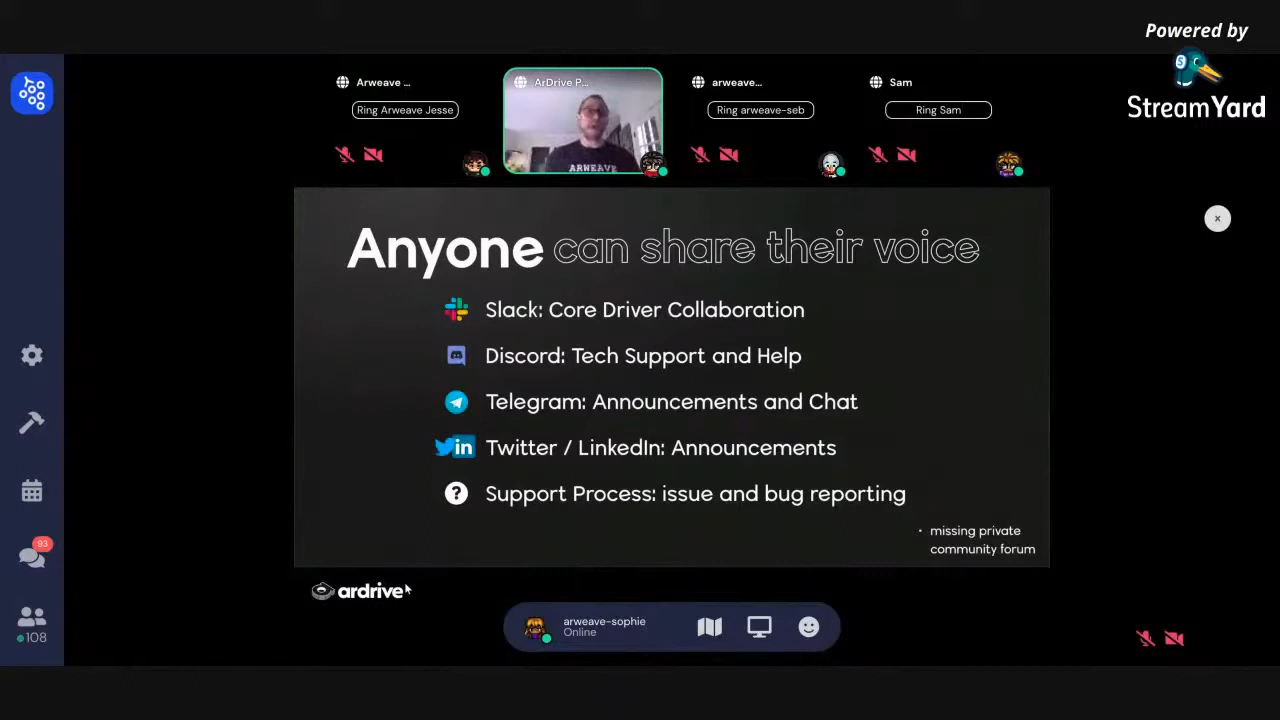 Powered by
StreamYard
Arweave ...
Ring Arweave Jesse
ArDrive P...
ARWEAVE
arweave...
Ring arweave-seb
Sam
Ring Sam
Anyone can share their voice
Slack: Core Driver Collaboration
Discord: Tech Support and Help
Telegram: Announcements and Chat
in Twitter / LinkedIn: Announcements
? Support Process: issue and bug reporting
· missing private
community forum
ardrive
arweave-sophie
Online
93
108